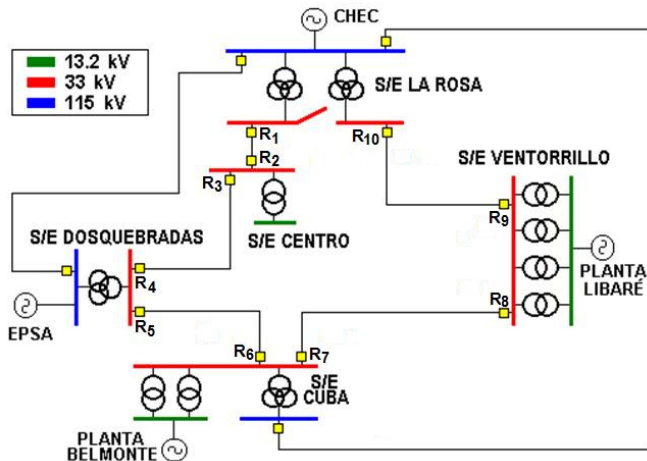 CHEC
13.2 kV
33 kV
115 kV
S/E LA ROSA
R1
R10
R2
R3
S/E VENTORRILLO
S/E DOSQUEBRADAS
S/E CENTRO
R9
R4
PLANTA
LIBARÉ
EPSA
R5
R8
R6
R7
S/E
CUBA
PLANTA
BELMONTE